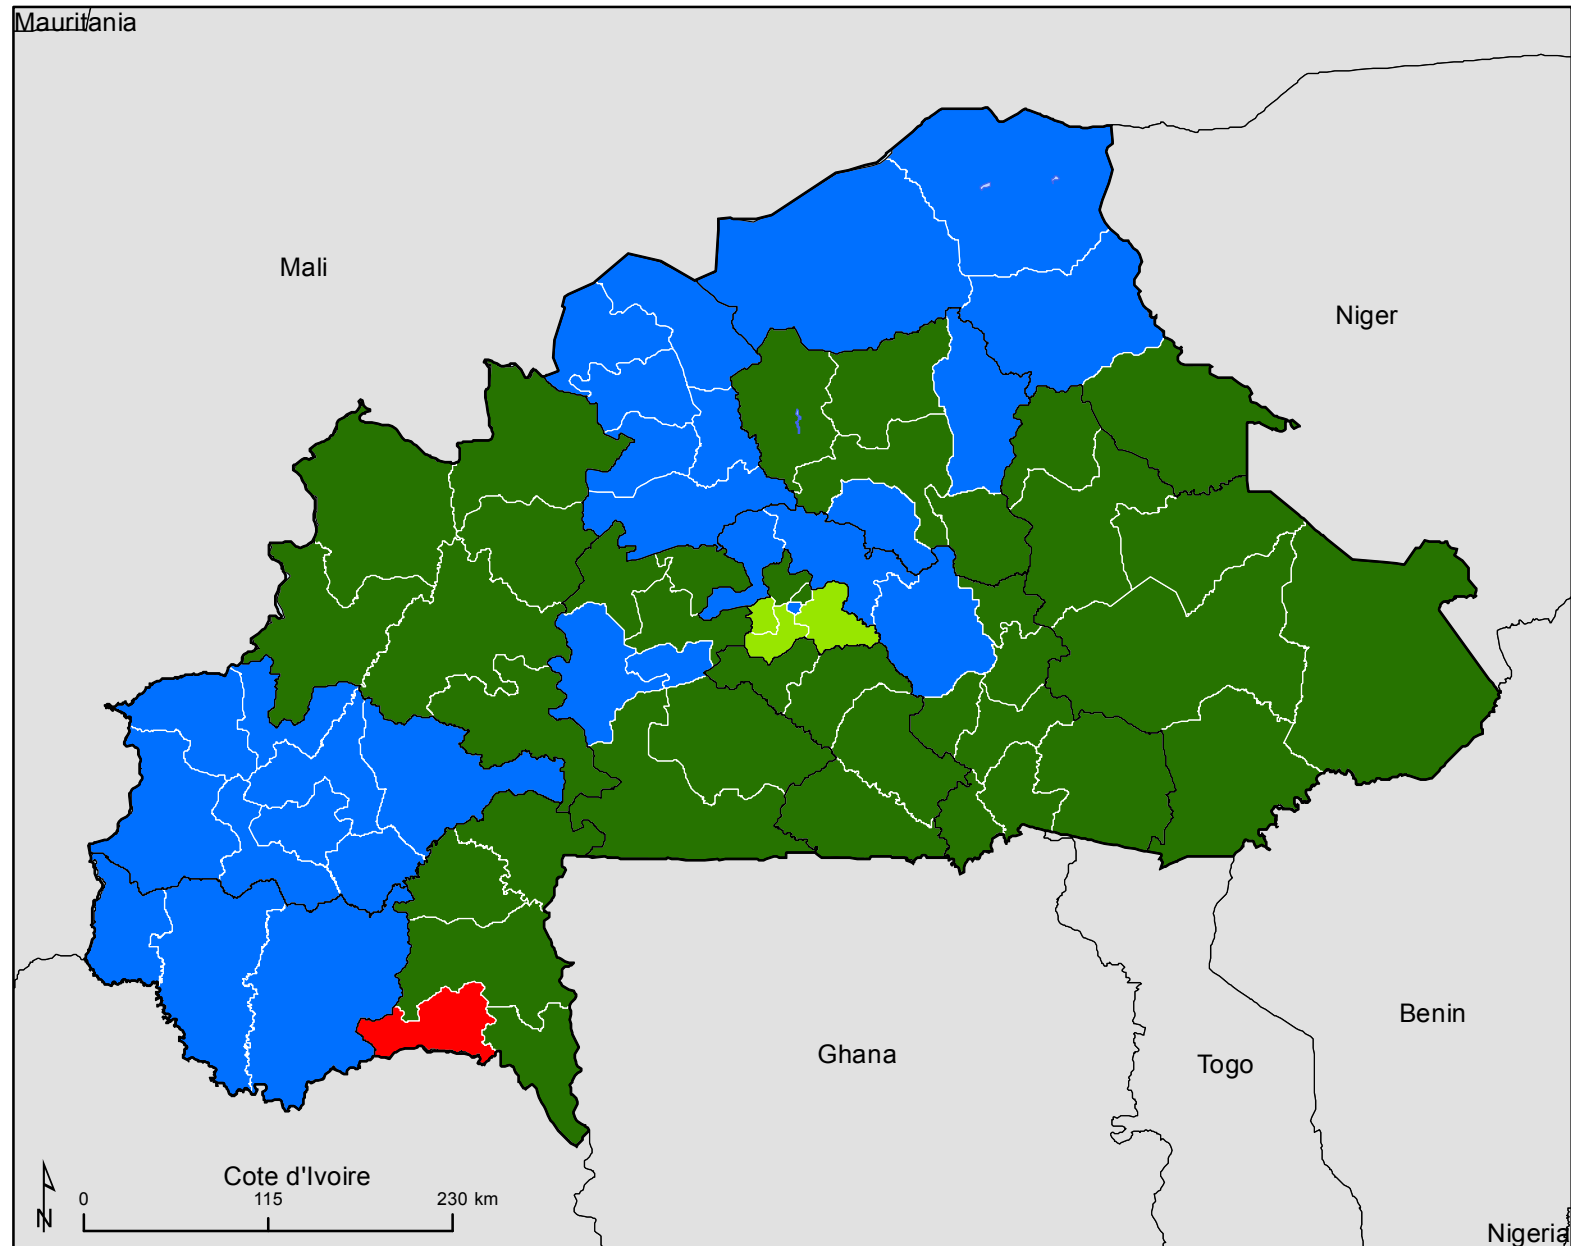 Mauritania
Mali
Niger
Benin
Ghana
Togo
Cote d'Ivoire
0 115 230 km
N
Nigeria